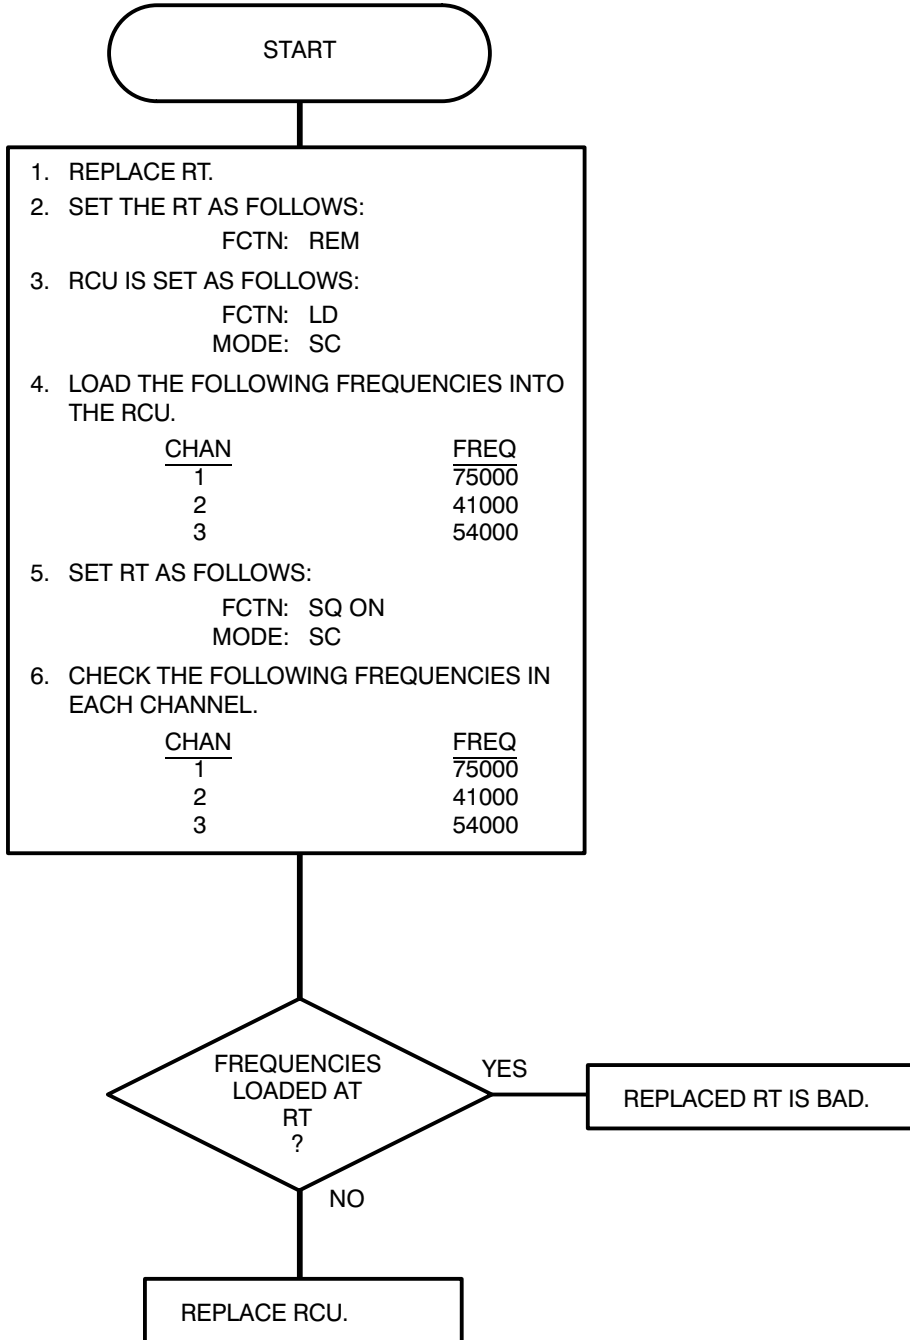 START
1. REPLACE RT.
2. SET THE RT AS FOLLOWS:
FCTN: REM
3. RCU IS SET AS FOLLOWS:
FCTN: LD
MODE: SC
4. LOAD THE FOLLOWING FREQUENCIES INTO
THE RCU.
CHAN FREQ
1 75000
2 41000
3 54000
5. SET RT AS FOLLOWS:
FCTN: SQ ON
MODE: SC
6. CHECK THE FOLLOWING FREQUENCIES IN
EACH CHANNEL.
CHAN FREQ
1 75000
2 41000
3 54000
FREQUENCIES
LOADED AT
RT
?
YES
REPLACED RT IS BAD.
NO
REPLACE RCU.